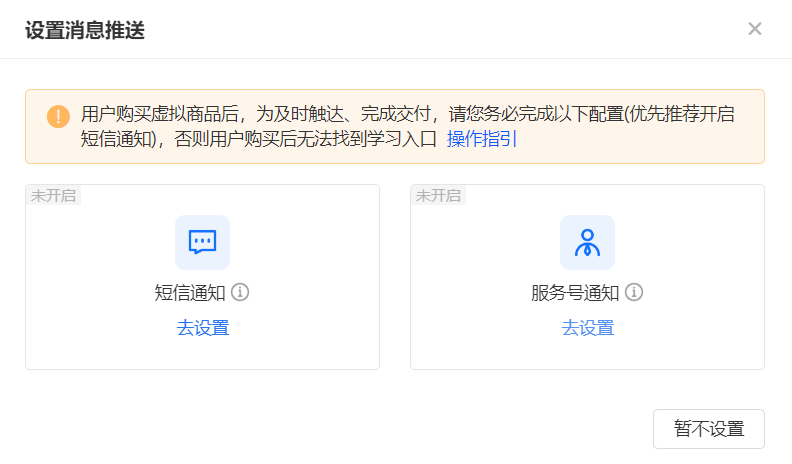 设置消息推送
用户购买虚拟商品后，为及时触达、完成交付，请您务必完成以下配置(优先推荐开启
短信通知)，否则用户购买后无法找到学习入口 操作指引
未开启
短信通知
去设置
未开启
服务号通知
去设置
暂不设置